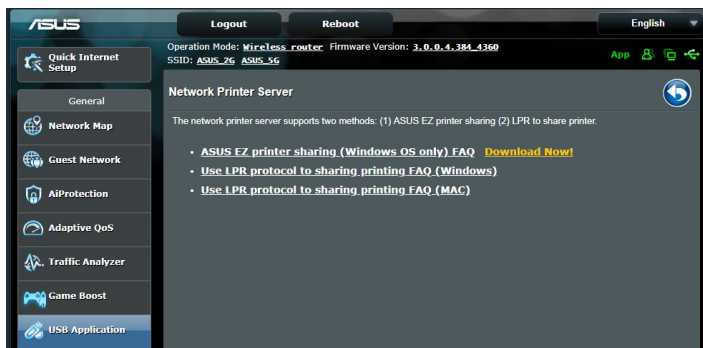 ASUS
Logout
Reboot
English
Operation Mode: Wireless router Firmware Version: 3.0.0.4.384_4360
SSID: ASUS_2G ASUS_5G
App
Quick Internet
Setup
General
Network Map
Guest Network
AiProtection
Adaptive QoS
Traffic Analyzer
Game Boost
USB Application
Network Printer Server
The network printer server supports two methods: (1) ASUS EZ printer sharing (2) LPR to share printer.
ASUS EZ printer sharing (Windows OS only) FAQ Download Now!
Use LPR protocol to sharing printing FAQ (Windows)
Use LPR protocol to sharing printing FAQ (MAC)